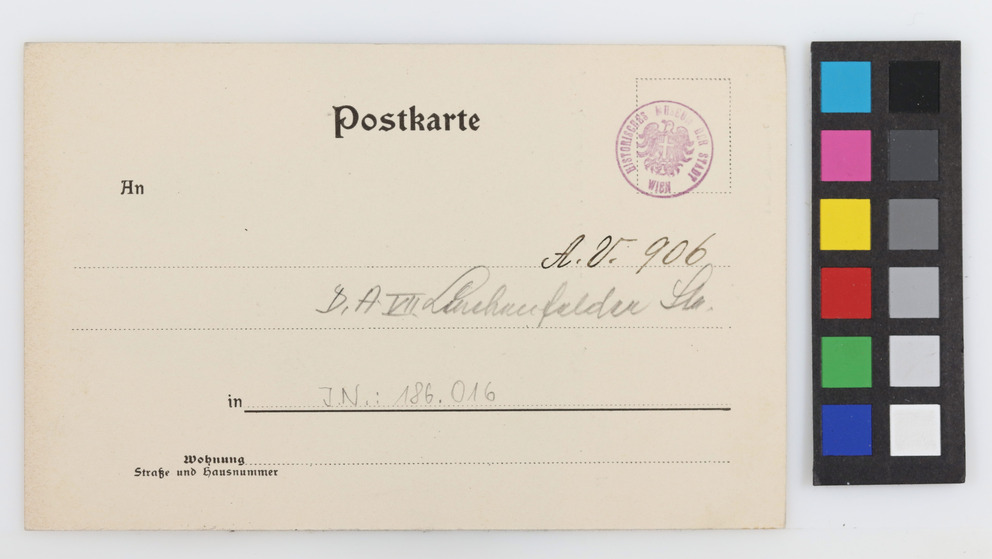 Postkarte
HISTORISCHES MUSEUM DER STADT WIEN
An
A.V. 906
D. A VII Lerchenfelder Str.
in J.N.: 186.016
Wohnung
Straße und Hausnummer